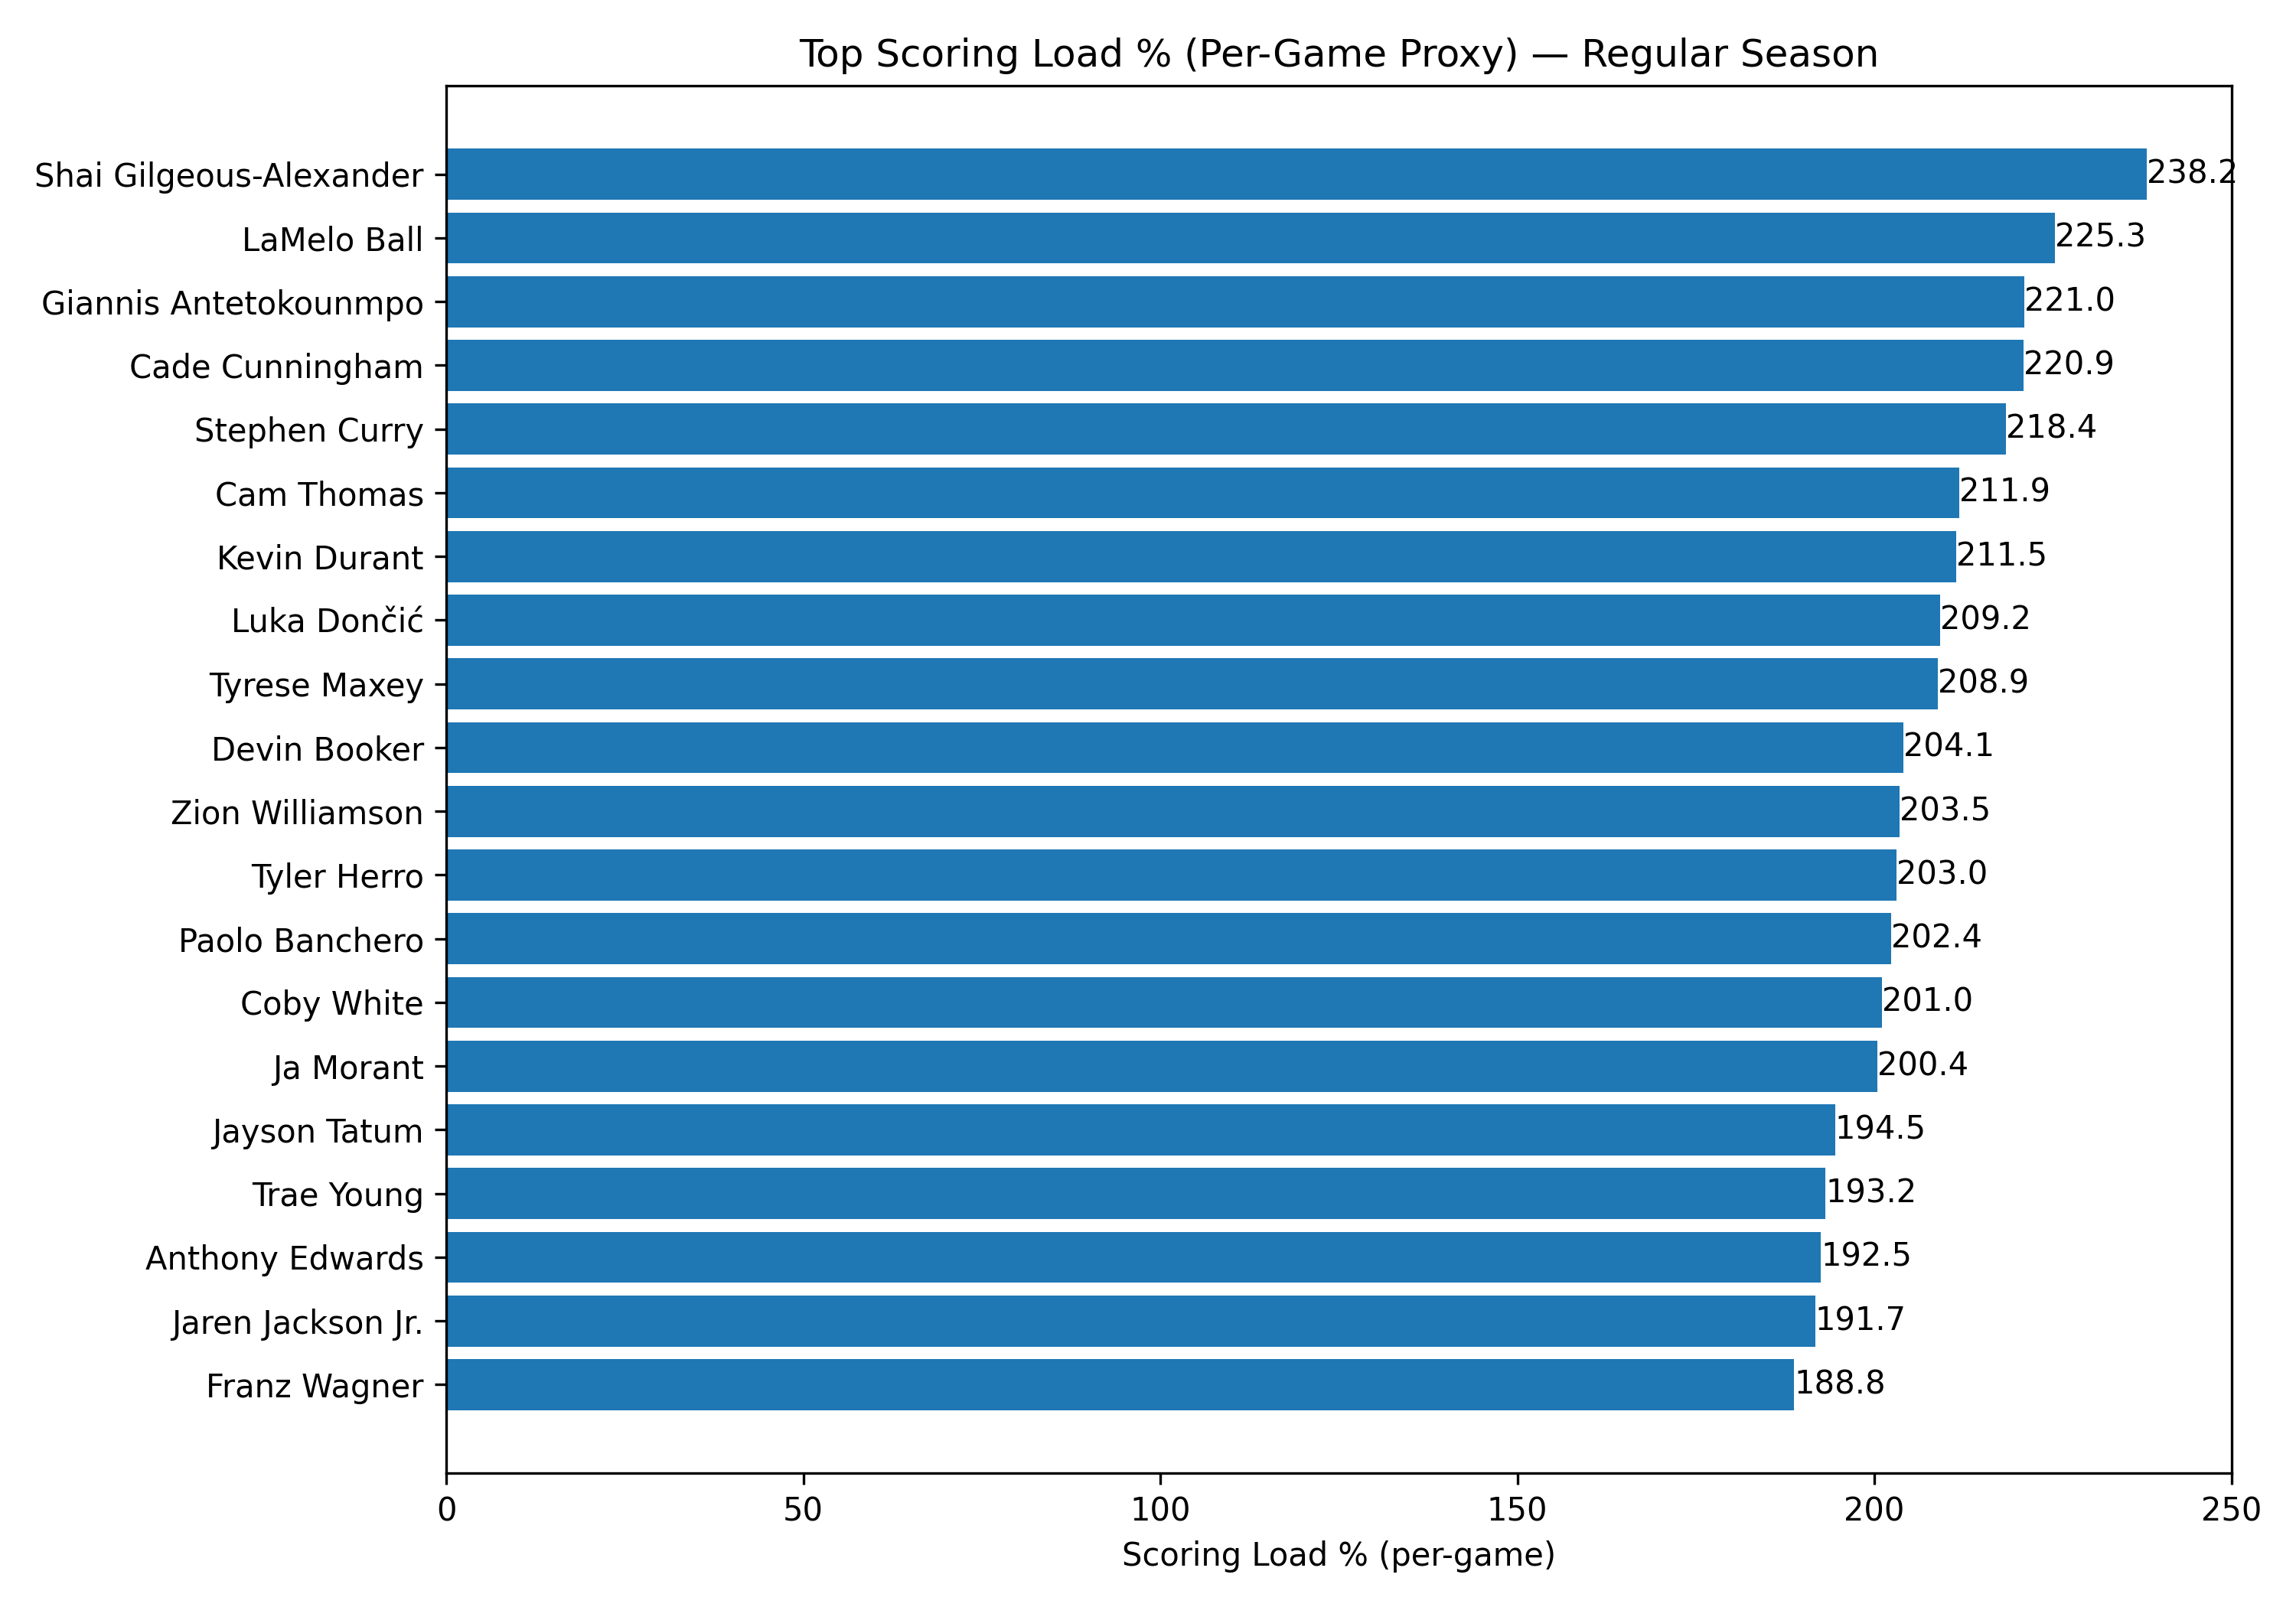 Top Scoring Load % (Per-Game Proxy) — Regular Season
Shai Gilgeous-Alexander 238.2
LaMelo Ball 225.3
Giannis Antetokounmpo 221.0
Cade Cunningham 220.9
Stephen Curry 218.4
Cam Thomas 211.9
Kevin Durant 211.5
Luka Dončić 209.2
Tyrese Maxey 208.9
Devin Booker 204.1
Zion Williamson 203.5
Tyler Herro 203.0
Paolo Banchero 202.4
Coby White 201.0
Ja Morant 200.4
Jayson Tatum 194.5
Trae Young 193.2
Anthony Edwards 192.5
Jaren Jackson Jr. 191.7
Franz Wagner 188.8
0 50 100 150 200 250
Scoring Load % (per-game)